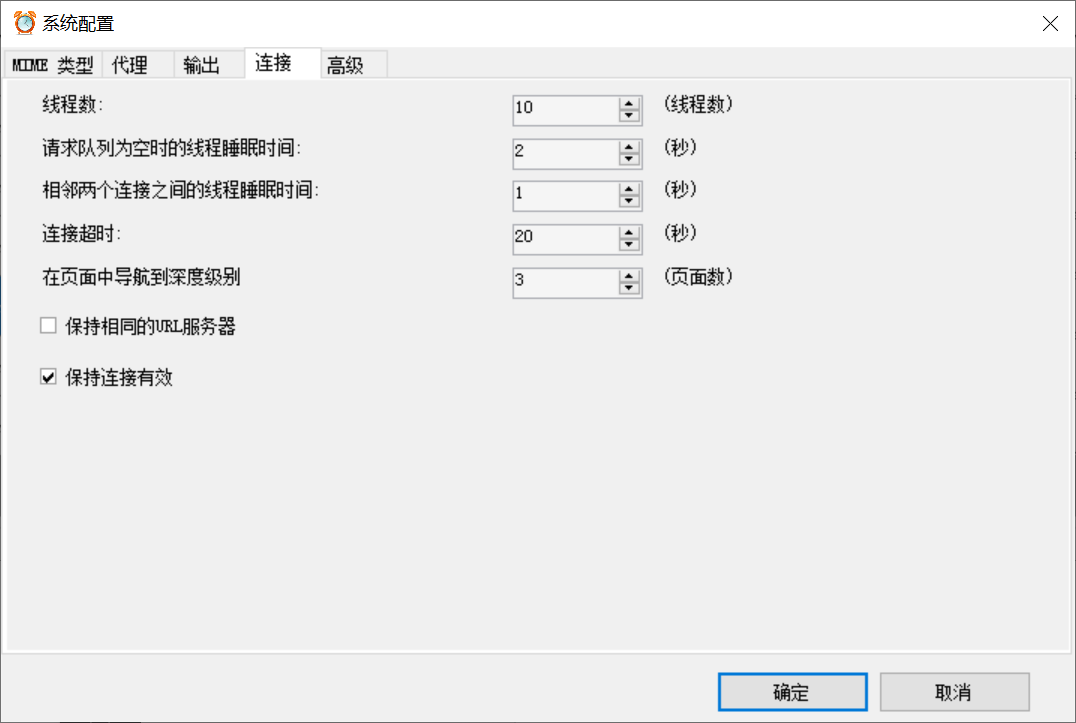 系统配置
MIME 类型 代理 输出 连接 高级
线程数: 10 (线程数)
请求队列为空时的线程睡眠时间: 2 (秒)
相邻两个连接之间的线程睡眠时间: 1 (秒)
连接超时: 20 (秒)
在页面中导航到深度级别 3 (页面数)
保持相同的URL服务器
保持连接有效
确定 取消